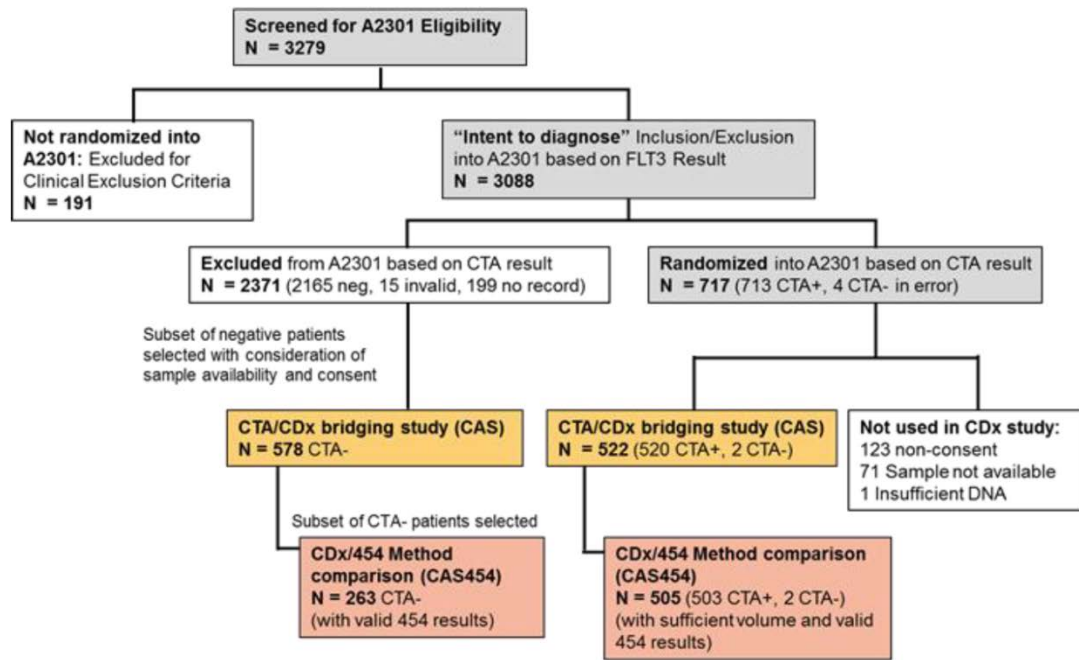 Screened for A2301 Eligibility
N = 3279
Not randomized into
A2301: Excluded for
Clinical Exclusion Criteria
N = 191
“Intent to diagnose” Inclusion/Exclusion
into A2301 based on FLT3 Result
N = 3088
Excluded from A2301 based on CTA result
N = 2371 (2165 neg, 15 invalid, 199 no record)
Randomized into A2301 based on CTA result
N = 717 (713 CTA+, 4 CTA- in error)
Subset of negative patients
selected with consideration of
sample availability and consent
CTA/CDx bridging study (CAS)
N = 578 CTA-
CTA/CDx bridging study (CAS)
N = 522 (520 CTA+, 2 CTA-)
Not used in CDx study:
123 non-consent
71 Sample not available
1 Insufficient DNA
Subset of CTA- patients selected
CDx/454 Method
comparison (CAS454)
N = 263 CTA-
(with valid 454 results)
CDx/454 Method comparison
(CAS454)
N = 505 (503 CTA+, 2 CTA-)
(with sufficient volume and valid
454 results)